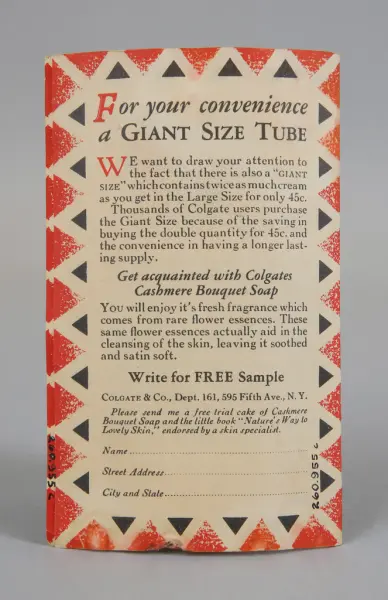 For your convenience
a GIANT SIZE TUBE
WE want to draw your attention to
the fact that there is also a "GIANT
SIZE" which contains twice as much cream
as you get in the Large Size for only 45c.
Thousands of Colgate users purchase
the Giant Size because of the saving in
buying the double quantity for 45c. and
the convenience in having a longer last-
ing supply.
Get acquainted with Colgates
Cashmere Bouquet Soap
YOU will enjoy it's fresh fragrance which
comes from rare flower essences. These
same flower essences actually aid in the
cleansing of the skin, leaving it soothed
and satin soft.
Write for FREE Sample
COLGATE & CO., Dept. 161, 595 Fifth Ave., N. Y.
Please send me a free trial cake of Cashmere
Bouquet Soap and the little book "Nature's Way to
Lovely Skin," endorsed by a skin specialist.
Name
Street Address
City and State
260.955 c
260.955 c